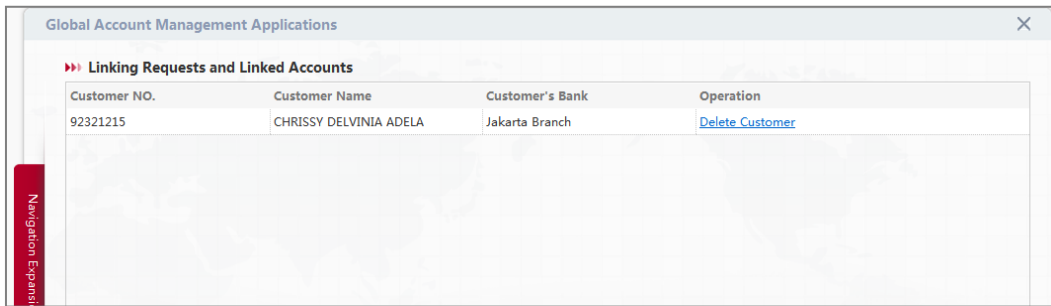 Global Account Management Applications
Linking Requests and Linked Accounts
Customer NO. Customer Name Customer's Bank Operation
92321215 CHRISSY DELVINIA ADELA Jakarta Branch Delete Customer
Navigation